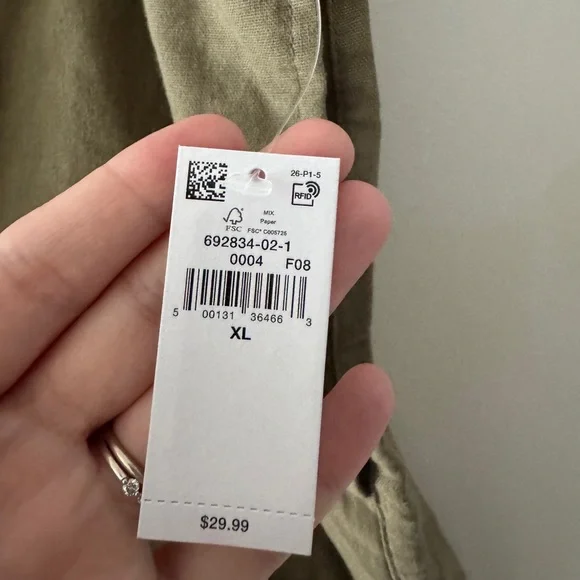 26-P1-5
RFID
MIX
Paper
FSC FSC® C005725
692834-02-1
0004 F08
5 00131 36466 3
XL
$29.99